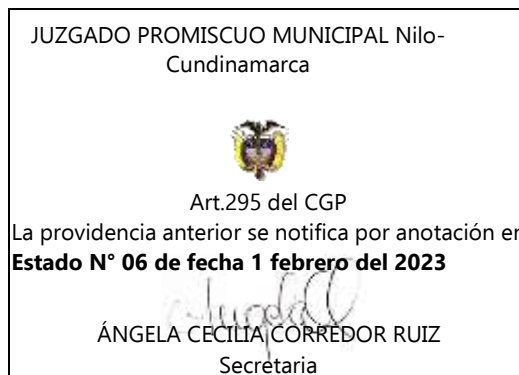 JUZGADO PROMISCUO MUNICIPAL Nilo-
Cundinamarca
Art.295 del CGP
La providencia anterior se notifica por anotación en
Estado N° 06 de fecha 1 febrero del 2023
ÁNGELA CECILIA CORREDOR RUIZ
Secretaria